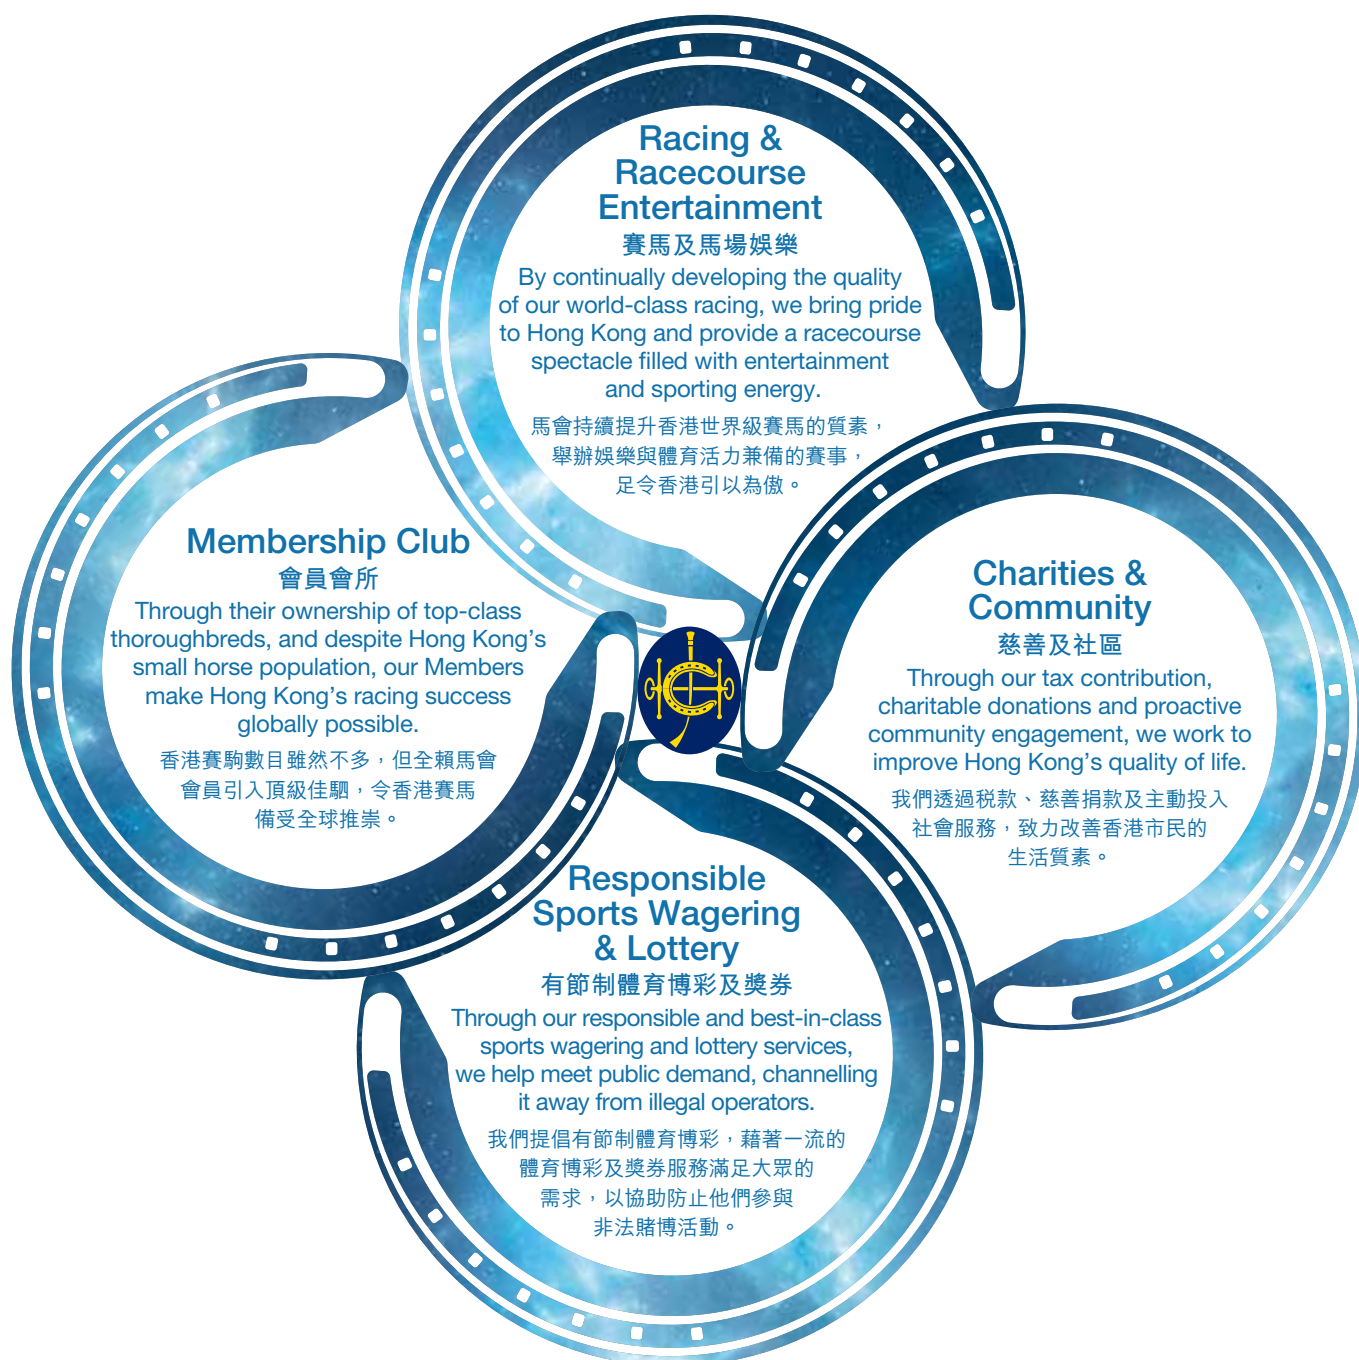 Racing &
Racecourse
Entertainment
賽馬及馬場娛樂
By continually developing the quality
of our world-class racing, we bring pride
to Hong Kong and provide a racecourse
spectacle filled with entertainment
and sporting energy.
馬會持續提升香港世界級賽馬的質素，
舉辦娛樂與體育活力兼備的賽事，
足令香港引以為傲。
Membership Club
會員會所
Through their ownership of top-class
thoroughbreds, and despite Hong Kong's
small horse population, our Members
make Hong Kong's racing success
globally possible.
香港賽駒數目雖然不多，但全賴馬會
會員引入頂級佳駟，令香港賽馬
備受全球推崇。
Charities &
Community
慈善及社區
Through our tax contribution,
charitable donations and proactive
community engagement, we work to
improve Hong Kong's quality of life.
我們透過税款、慈善捐款及主動投入
社會服務，致力改善香港市民的
生活質素。
Responsible
Sports Wagering
& Lottery
有節制體育博彩及獎券
Through our responsible and best-in-class
sports wagering and lottery services,
we help meet public demand, channelling
it away from illegal operators.
我們提倡有節制體育博彩，藉著一流的
體育博彩及獎券服務滿足大眾的
需求，以協助防止他們參與
非法賭博活動。